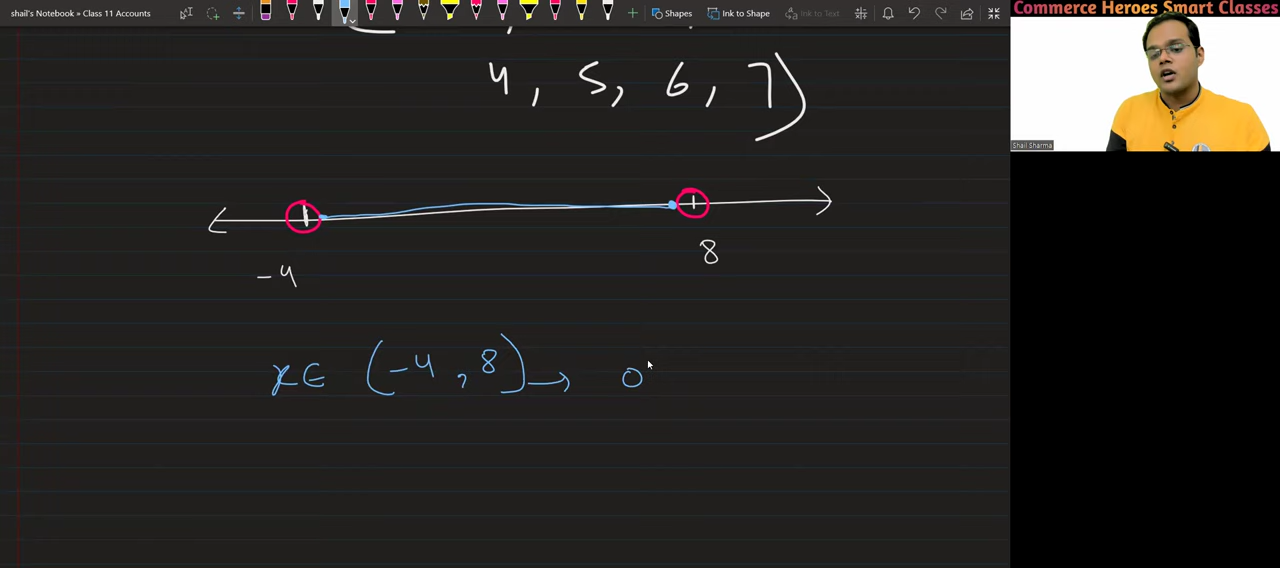 shail's Notebook » Class 11 Accounts
Shapes
Ink to Shape
Ink to Text
Commerce Heroes Smart Classes
Shail Sharma
4, 5, 6, 7)
-4
8
x∈ (-4, 8) → 0